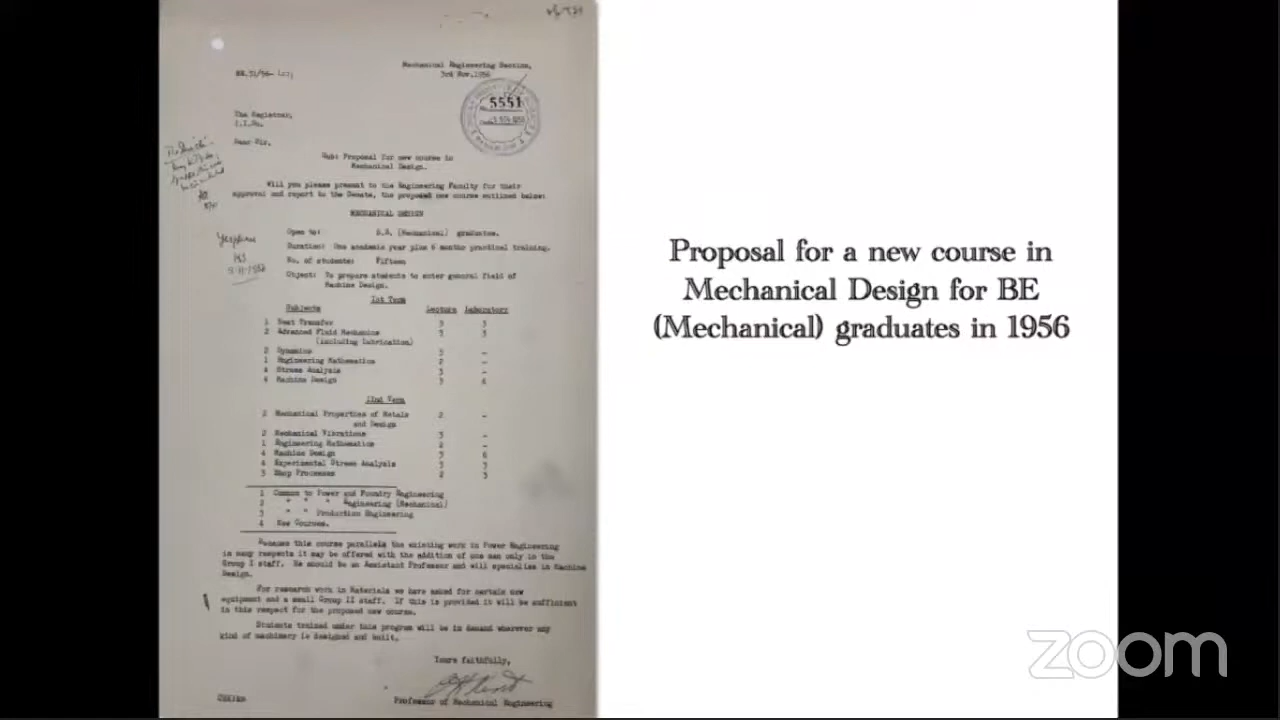 Mechanical Engineering Section,
3rd Nov. 1956
The Registrar,
I.I.Sc.
Dear Sir,
5551
Sub: Proposal for new course in
Mechanical Design.
Will you please present to the Engineering Faculty for their
approval and report to the Senate, the proposed new course outlined below:
MECHANICAL DESIGN
Open to: B.E. (Mechanical) graduates.
Duration: One academic year plus 6 months practical training.
No. of students: Fifteen
Object: To prepare students to enter general field of
Machine Design.
Ist Term
Subjects Lecture Laboratory
1 Heat Transfer 3 3
2 Advanced Fluid Mechanics 3 3
(including lubrication)
2 Dynamics 3 -
1 Engineering Mathematics 2 -
4 Stress Analysis 3 -
4 Machine Design 3 6
IInd Term
2 Mechanical Properties of Metals 2 -
and Design
2 Mechanical Vibrations 3 -
1 Engineering Mathematics 2 -
4 Machine Design 3 6
4 Experimental Stress Analysis 3 3
3 Shop Processes 2 3
1 Common to Power and Foundry Engineering
2 " " " Engineering (Mechanical)
3 " " Production Engineering
4 New Courses.
Because this course parallels the existing work in Power Engineering
in many respects it may be offered with the addition of one man only in the
Group I staff. He should be an Assistant Professor and will specialise in Machine
Design.
For research work in Materials we have asked for certain new
equipment and a small Group II staff. If this is provided it will be sufficient
in this respect for the proposed new course.
Students trained under this program will be in demand wherever any
kind of machinery is designed and built.
Yours faithfully,
Professor of Mechanical Engineering
Proposal for a new course in
Mechanical Design for BE
(Mechanical) graduates in 1956
zoom